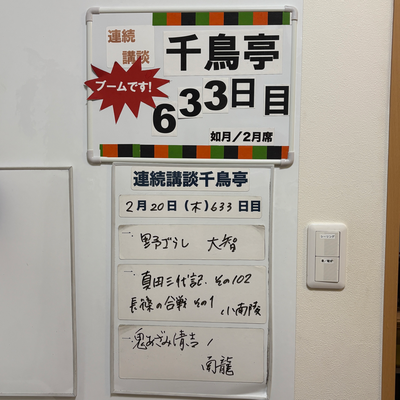 連続
講談
千鳥亭
ブームです!
633日目
如月/2月席
連続講談千鳥亭
2月20日(木)633日目
一、野ざらし 大智
一、真田三代記 その102
長篠の合戦 その1 小南陵
一、鬼あざみ清吉
南龍